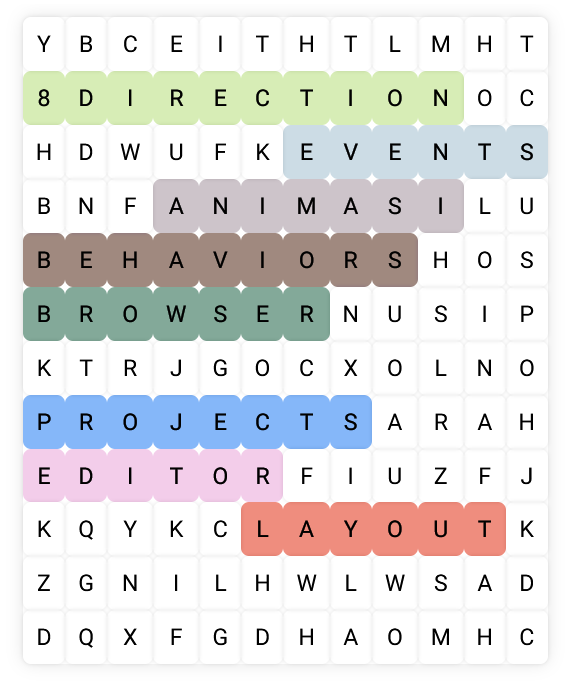 Y B C E I T H T L M H T
8 D I R E C T I O N O C
H D W U F K E V E N T S
B N F A N I M A S I L U
B E H A V I O R S H O S
B R O W S E R N U S I P
K T R J G O C X O L N O
P R O J E C T S A R A H
E D I T O R F I U Z F J
K Q Y K C L A Y O U T K
Z G N I L H W L W S A D
D Q X F G D H A O M H C